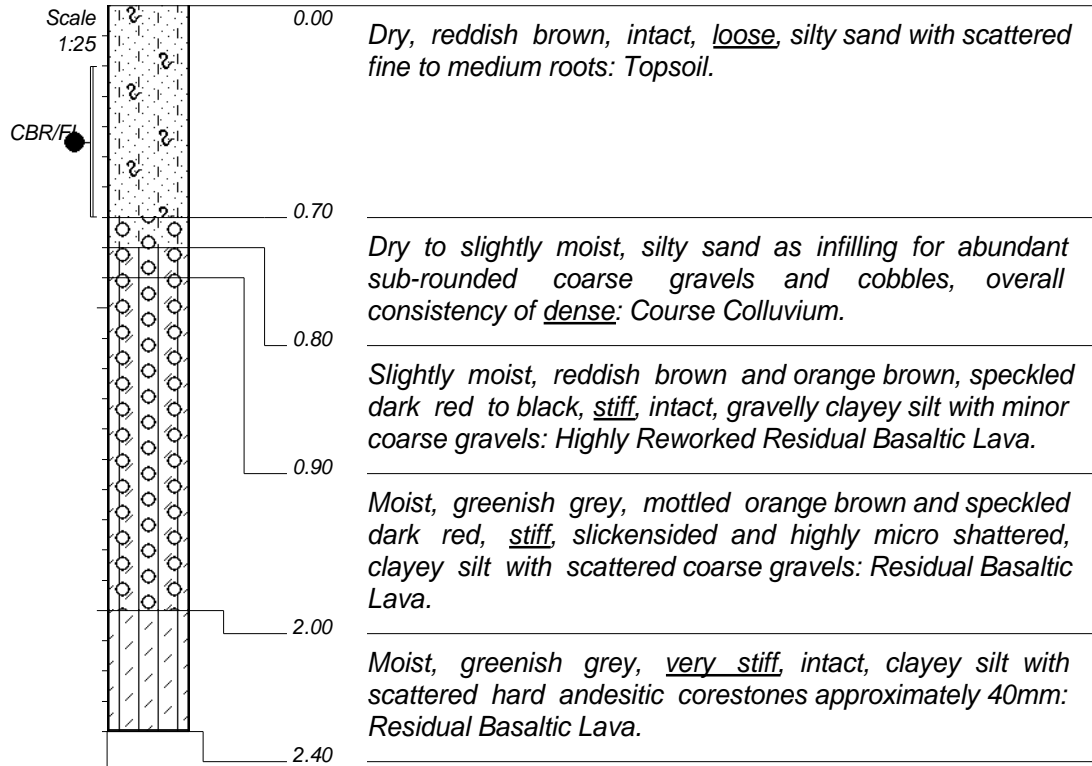 Scale
1:25
0.00
Dry, reddish brown, intact, loose, silty sand with scattered
fine to medium roots: Topsoil.
CBR/FI
0.70
Dry to slightly moist, silty sand as infilling for abundant
sub-rounded coarse gravels and cobbles, overall
consistency of dense: Course Colluvium.
0.80
Slightly moist, reddish brown and orange brown, speckled
dark red to black, stiff, intact, gravelly clayey silt with minor
coarse gravels: Highly Reworked Residual Basaltic Lava.
0.90
Moist, greenish grey, mottled orange brown and speckled
dark red, stiff, slickensided and highly micro shattered,
clayey silt with scattered coarse gravels: Residual Basaltic
Lava.
2.00
Moist, greenish grey, very stiff, intact, clayey silt with
scattered hard andesitic corestones approximately 40mm:
Residual Basaltic Lava.
2.40